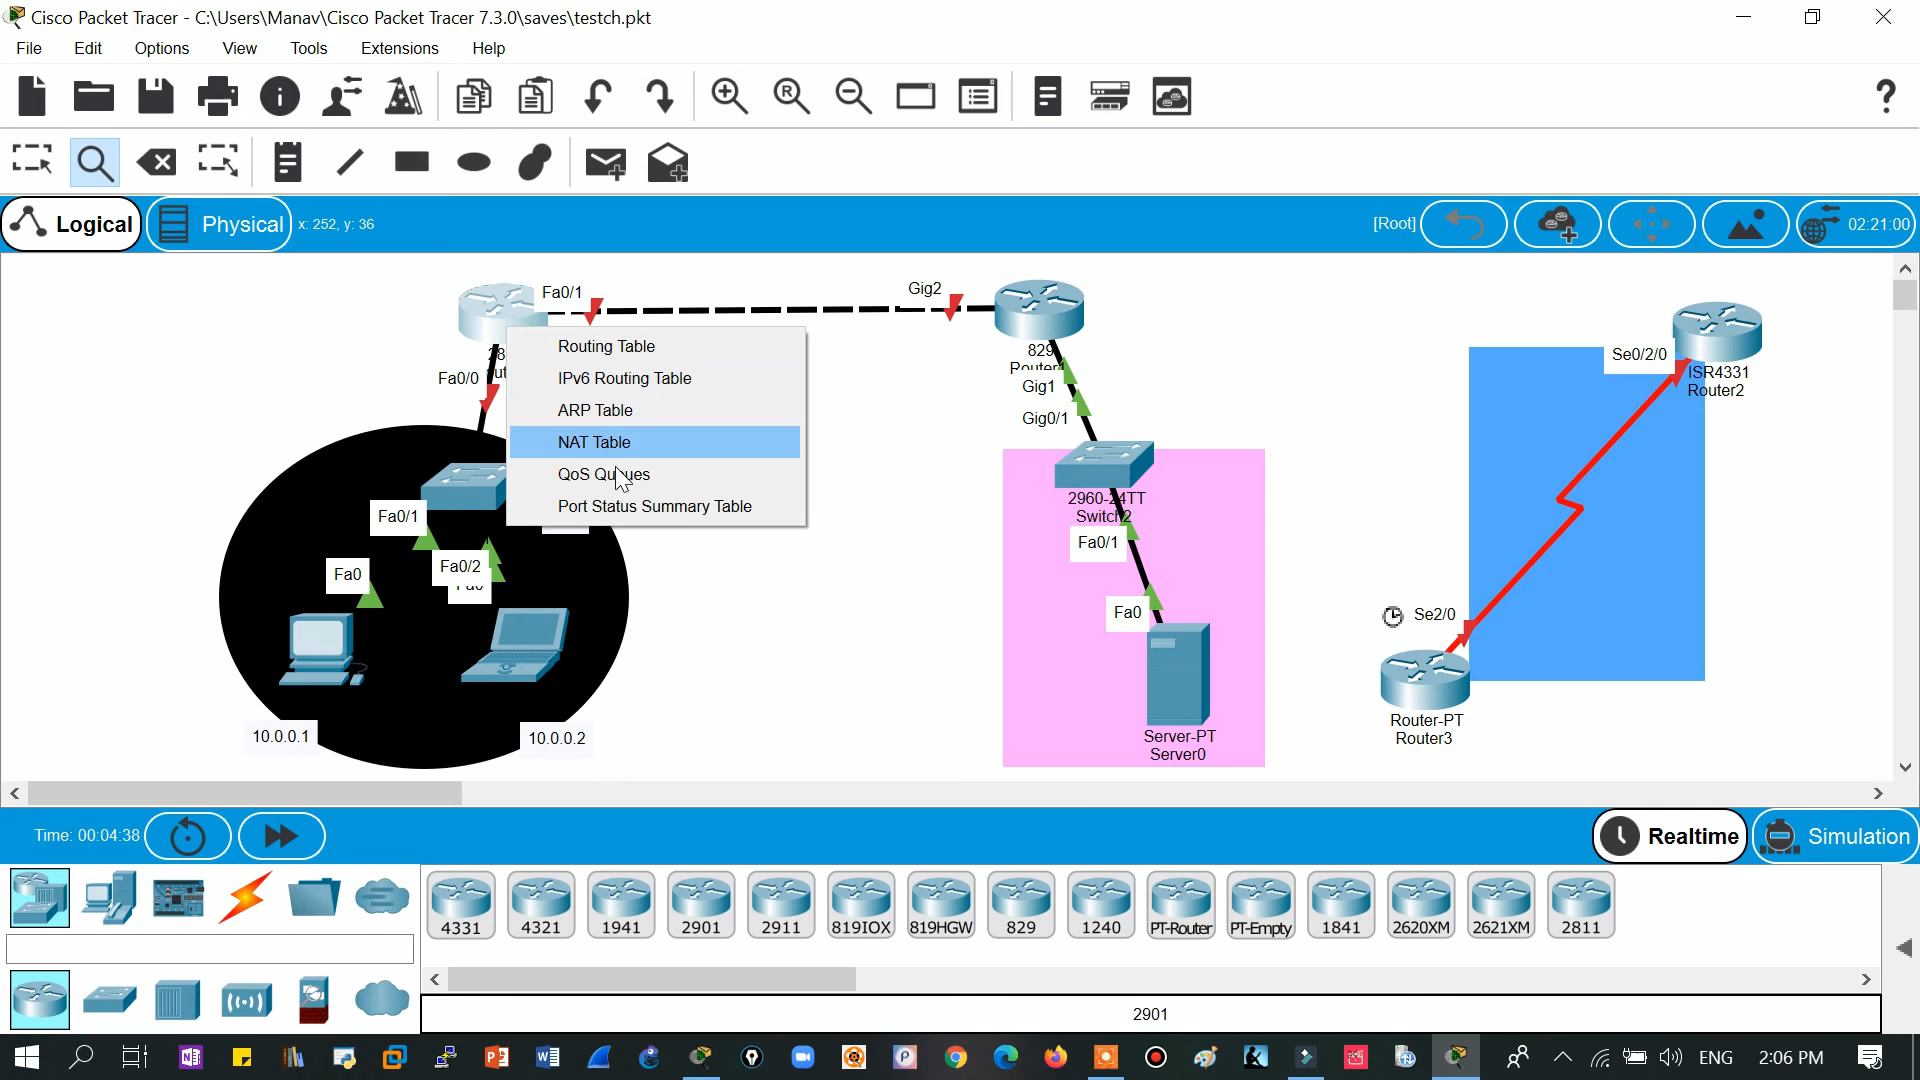 Cisco Packet Tracer - C:\Users\Manav\Cisco Packet Tracer 7.3.0\saves\testch.pkt
File Edit Options View Tools Extensions Help
Logical Physical x: 252, y: 36 [Root] 02:21:00
Fa0/1 Gig2
Routing Table
IPv6 Routing Table
ARP Table
NAT Table
QoS Queues
Port Status Summary Table
Fa0/0
829
Router1
Gig1
Gig0/1
Se0/2/0
ISR4331
Router2
2960-24TT
Switch2
Fa0/1
Fa0/1
Fa0/2
Fa0
Fa0
Fa0
Se2/0
10.0.0.1
10.0.0.2
Server-PT
Server0
Router-PT
Router3
Time: 00:04:38 Realtime Simulation
4331 4321 1941 2901 2911 819IOX 819HGW 829 1240 PT-Router PT-Empty 1841 2620XM 2621XM 2811
2901
ENG 2:06 PM